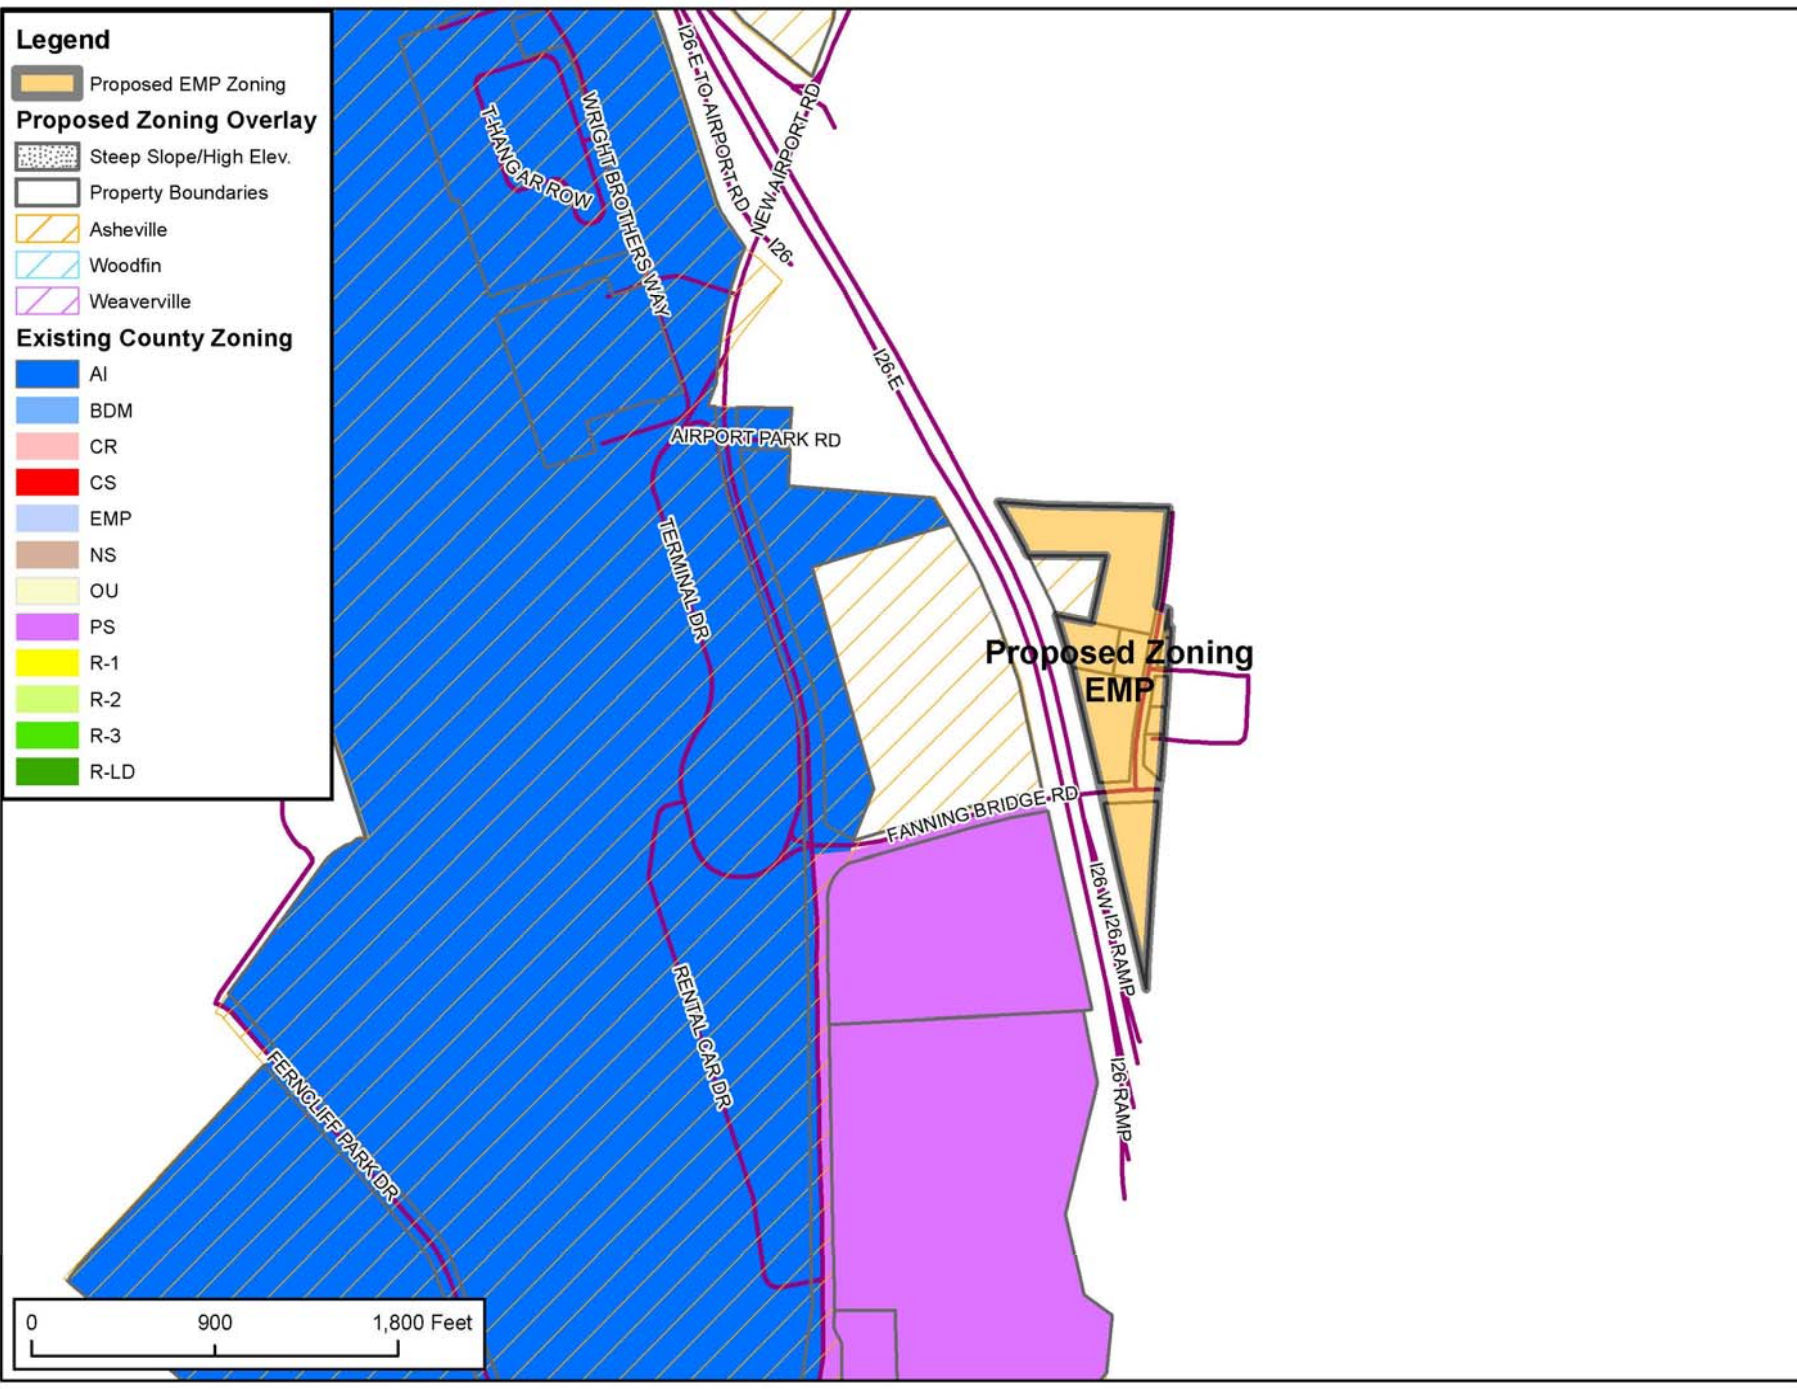 Legend
Proposed EMP Zoning
Proposed Zoning Overlay
Steep Slope/High Elev.
Property Boundaries
Asheville
Woodfin
Weaverville
Existing County Zoning
AI
BDM
CR
CS
EMP
NS
OU
PS
R-1
R-2
R-3
R-LD
I26 E TO AIRPORT RD
NEW AIRPORT RD
WRIGHT BROTHERS WAY
T-HANGAR ROW
I26
I26 E
AIRPORT PARK RD
TERMINAL DR
Proposed Zoning
EMP
FANNING BRIDGE RD
I26 W I26 RAMP
RENTAL CAR DR
I26 RAMP
FERNCLIFF PARK DR
0 900 1,800 Feet